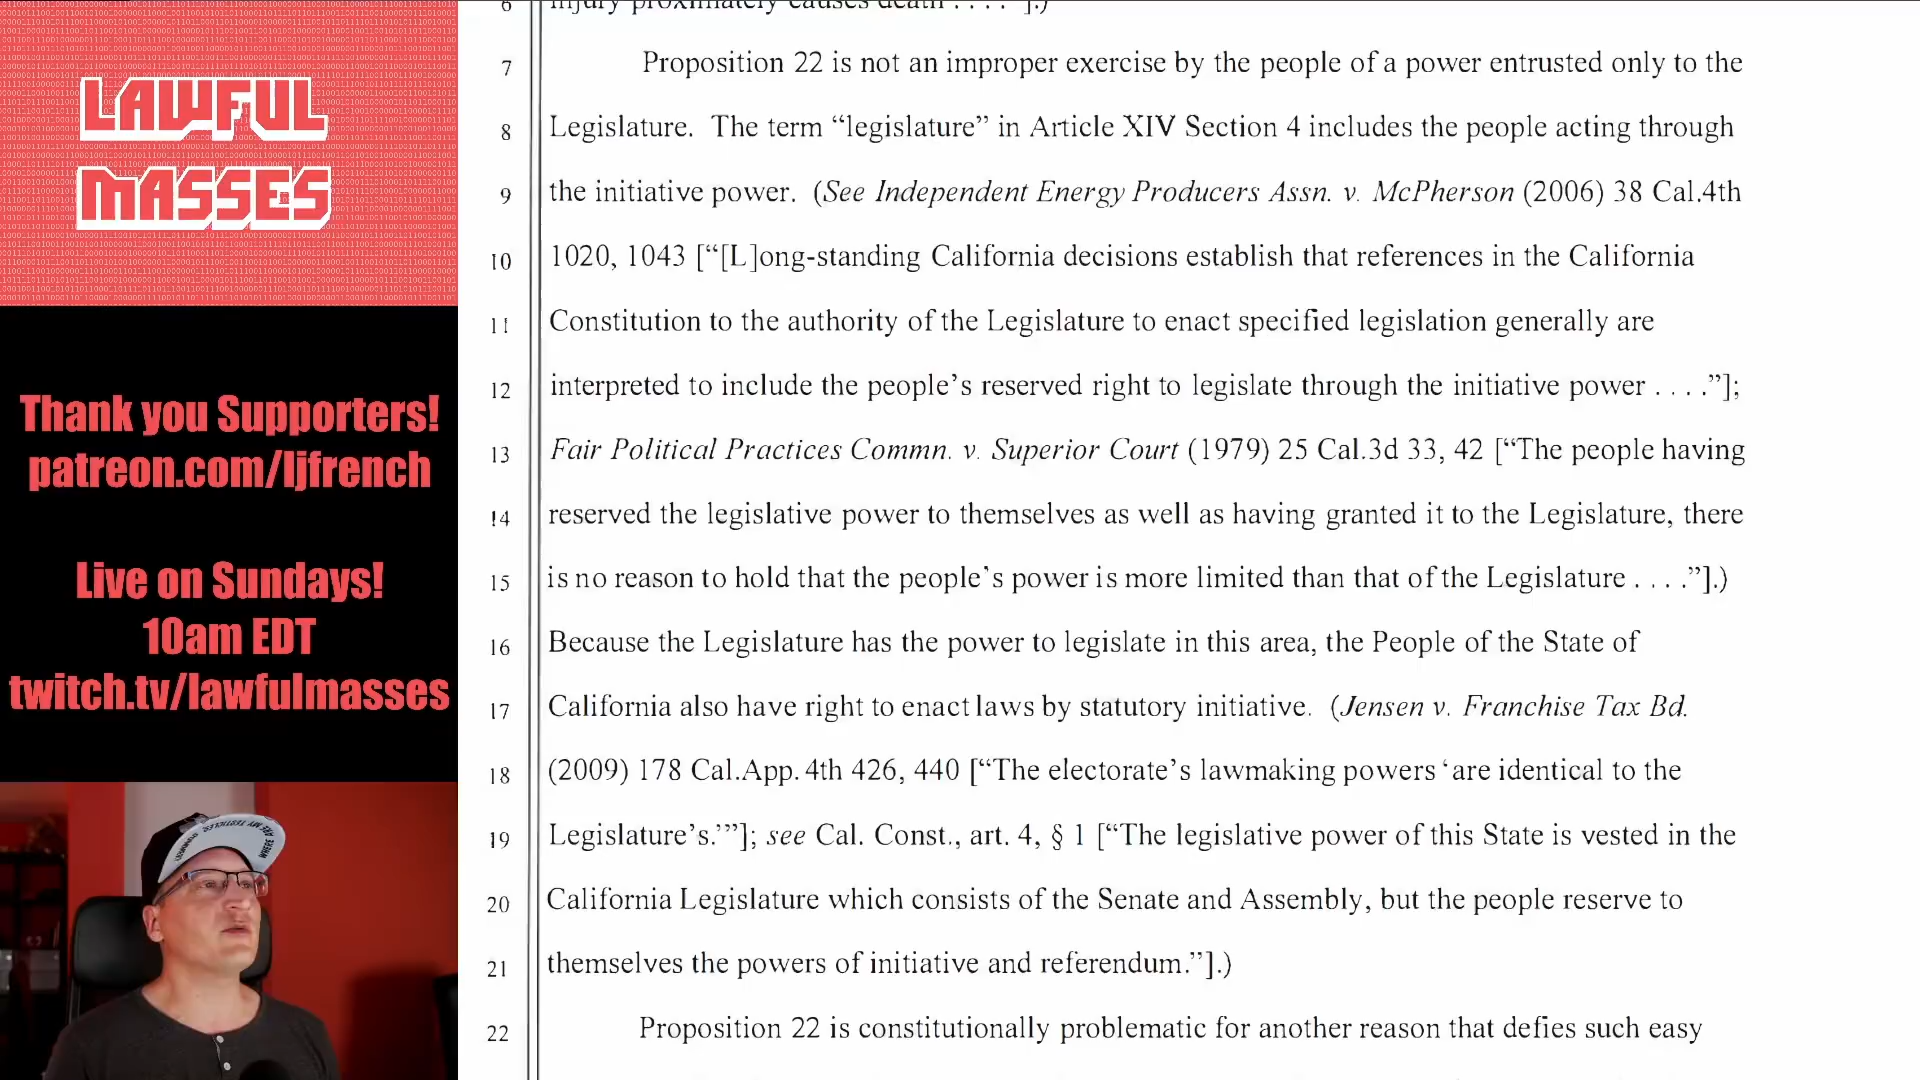 LAWFUL
MASSES
Thank you Supporters!
patreon.com/ljfrench
Live on Sundays!
10am EDT
twitch.tv/lawfulmasses
6 injury proximately causes death . . . . ”].)
7 Proposition 22 is not an improper exercise by the people of a power entrusted only to the
8 Legislature. The term “legislature” in Article XIV Section 4 includes the people acting through
9 the initiative power. (See Independent Energy Producers Assn. v. McPherson (2006) 38 Cal.4th
10 1020, 1043 [“[L]ong-standing California decisions establish that references in the California
11 Constitution to the authority of the Legislature to enact specified legislation generally are
12 interpreted to include the people’s reserved right to legislate through the initiative power . . . .”];
13 Fair Political Practices Commn. v. Superior Court (1979) 25 Cal.3d 33, 42 [“The people having
14 reserved the legislative power to themselves as well as having granted it to the Legislature, there
15 is no reason to hold that the people’s power is more limited than that of the Legislature . . . .”].)
16 Because the Legislature has the power to legislate in this area, the People of the State of
17 California also have right to enact laws by statutory initiative. (Jensen v. Franchise Tax Bd.
18 (2009) 178 Cal.App.4th 426, 440 [“The electorate’s lawmaking powers ‘are identical to the
19 Legislature’s.’”]; see Cal. Const., art. 4, § 1 [“The legislative power of this State is vested in the
20 California Legislature which consists of the Senate and Assembly, but the people reserve to
21 themselves the powers of initiative and referendum.”].)
22 Proposition 22 is constitutionally problematic for another reason that defies such easy